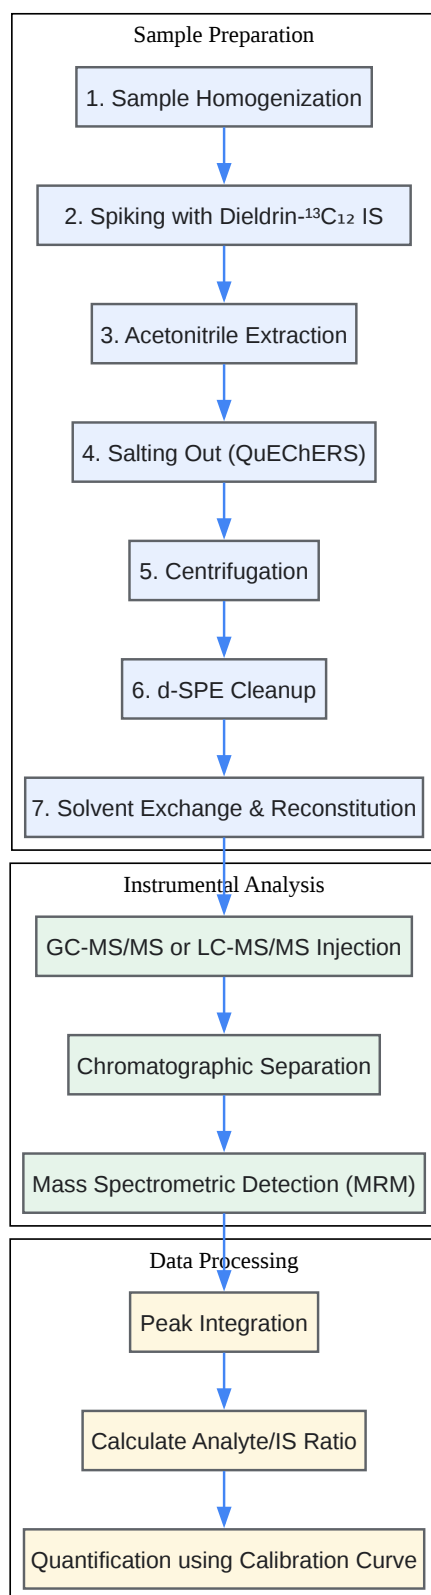 Sample Preparation
1. Sample Homogenization
2. Spiking with Dieldrin-¹³C₁₂ IS
3. Acetonitrile Extraction
4. Salting Out (QuEChERS)
5. Centrifugation
6. d-SPE Cleanup
7. Solvent Exchange & Reconstitution
Instrumental Analysis
GC-MS/MS or LC-MS/MS Injection
Chromatographic Separation
Mass Spectrometric Detection (MRM)
Data Processing
Peak Integration
Calculate Analyte/IS Ratio
Quantification using Calibration Curve